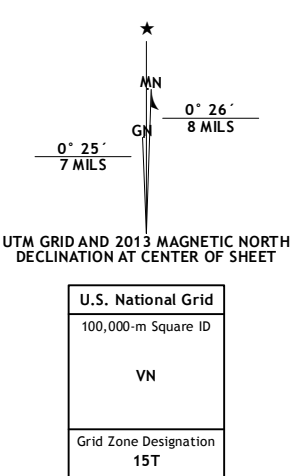 ★
MN
0° 26´
8 MILS
GN
0° 25´
7 MILS
UTM GRID AND 2013 MAGNETIC NORTH
DECLINATION AT CENTER OF SHEET
U.S. National Grid
100,000-m Square ID
VN
Grid Zone Designation
15T